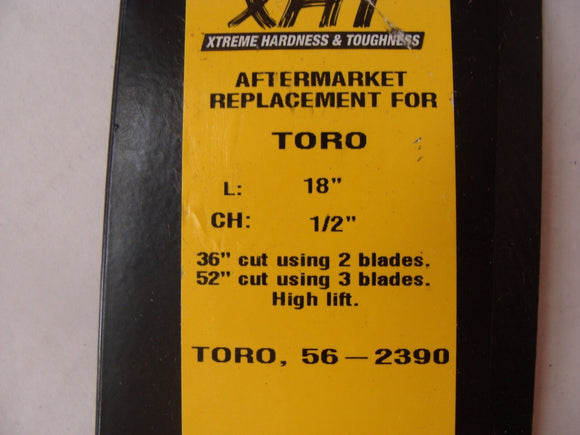 XHT
XTREME HARDNESS & TOUGHNESS
AFTERMARKET
REPLACEMENT FOR
TORO
L: 18"
CH: 1/2"
36" cut using 2 blades.
52" cut using 3 blades.
High lift.
TORO, 56-2390